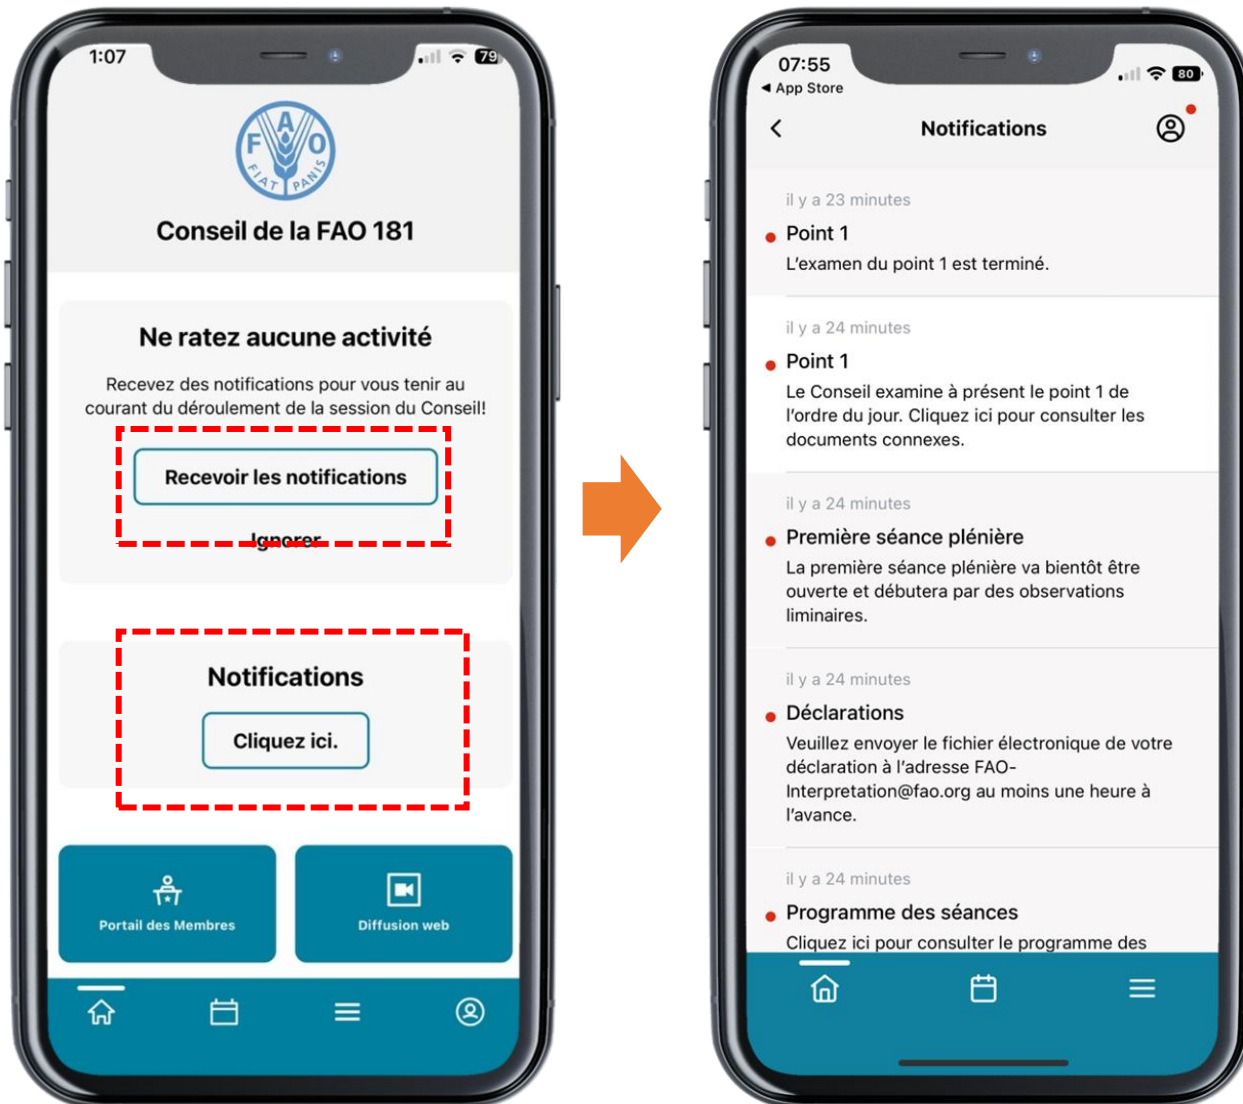 1:07
79
F A O
FIAT PANIS
Conseil de la FAO 181
Ne ratez aucune activité
Recevez des notifications pour vous tenir au
courant du déroulement de la session du Conseil!
Recevoir les notifications
Ignorer
Notifications
Cliquez ici.
Portail des Membres
Diffusion web
07:55
80
◀ App Store
Notifications
il y a 23 minutes
Point 1
L'examen du point 1 est terminé.
il y a 24 minutes
Point 1
Le Conseil examine à présent le point 1 de
l'ordre du jour. Cliquez ici pour consulter les
documents connexes.
il y a 24 minutes
Première séance plénière
La première séance plénière va bientôt être
ouverte et débutera par des observations
liminaires.
il y a 24 minutes
Déclarations
Veuillez envoyer le fichier électronique de votre
déclaration à l'adresse FAO-
Interpretation@fao.org au moins une heure à
l'avance.
il y a 24 minutes
Programme des séances
Cliquez ici pour consulter le programme des